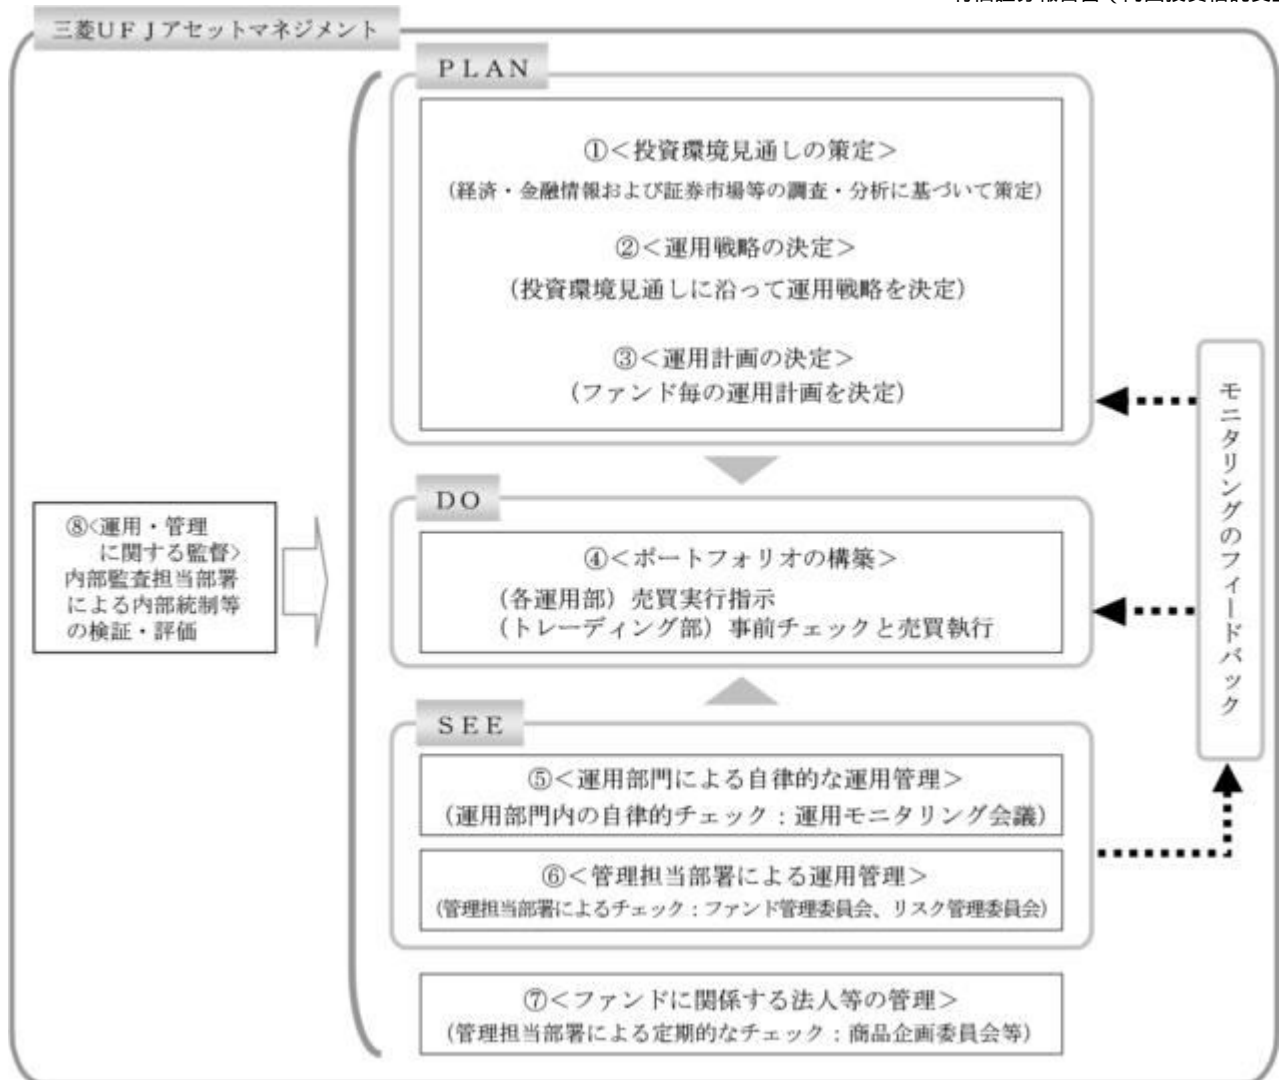 三菱UFJアセットマネジメント
PLAN
①＜投資環境見通しの策定＞
（経済・金融情報および証券市場等の調査・分析に基づいて策定）
②＜運用戦略の決定＞
（投資環境見通しに沿って運用戦略を決定）
③＜運用計画の決定＞
（ファンド毎の運用計画を決定）
DO
④＜ポートフォリオの構築＞
（各運用部）売買実行指示
（トレーディング部）事前チェックと売買執行
SEE
⑤＜運用部門による自律的な運用管理＞
（運用部門内の自律的チェック：運用モニタリング会議）
⑥＜管理担当部署による運用管理＞
（管理担当部署によるチェック：ファンド管理委員会、リスク管理委員会）
⑦＜ファンドに関係する法人等の管理＞
（管理担当部署による定期的なチェック：商品企画委員会等）
⑧＜運用・管理
に関する監督＞
内部監査担当部署
による内部統制等
の検証・評価
モニタリングのフィードバック